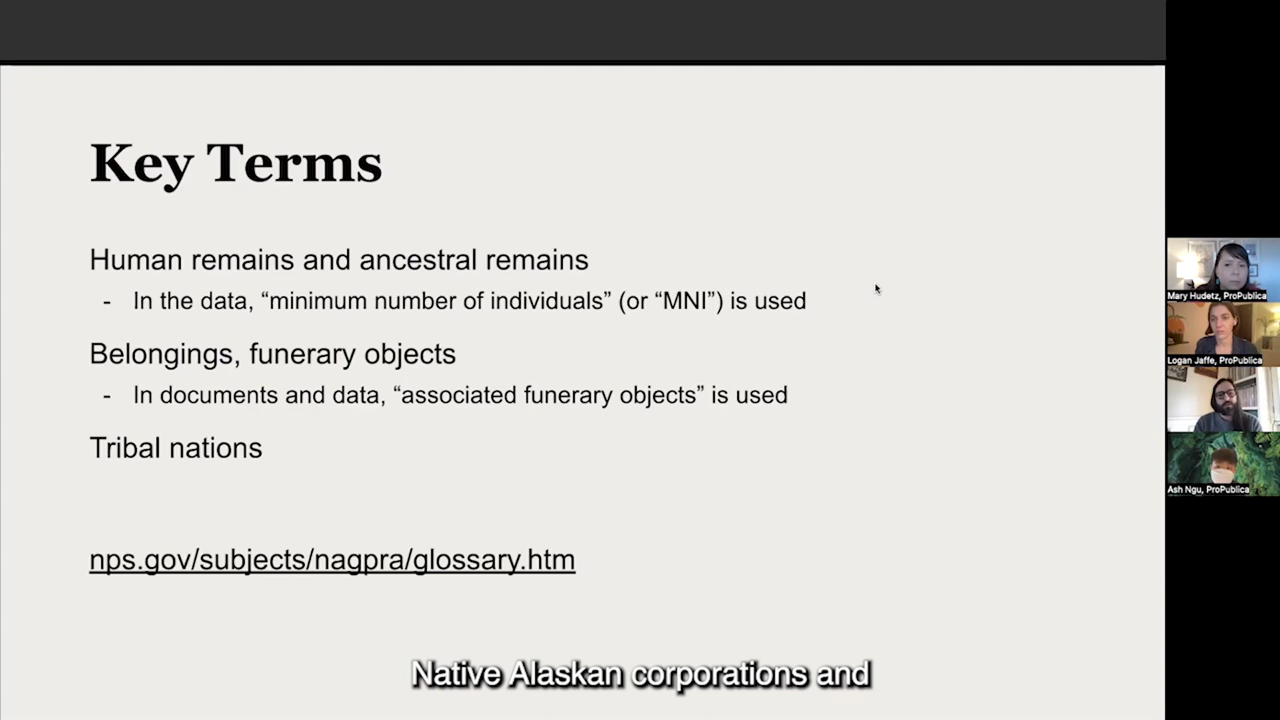 Key Terms
Human remains and ancestral remains
- In the data, “minimum number of individuals” (or “MNI”) is used
Belongings, funerary objects
- In documents and data, “associated funerary objects” is used
Tribal nations
nps.gov/subjects/nagpra/glossary.htm
Native Alaskan corporations and
Mary Hudetz, ProPublica
Logan Jaffe, ProPublica
Ash Ngu, ProPublica